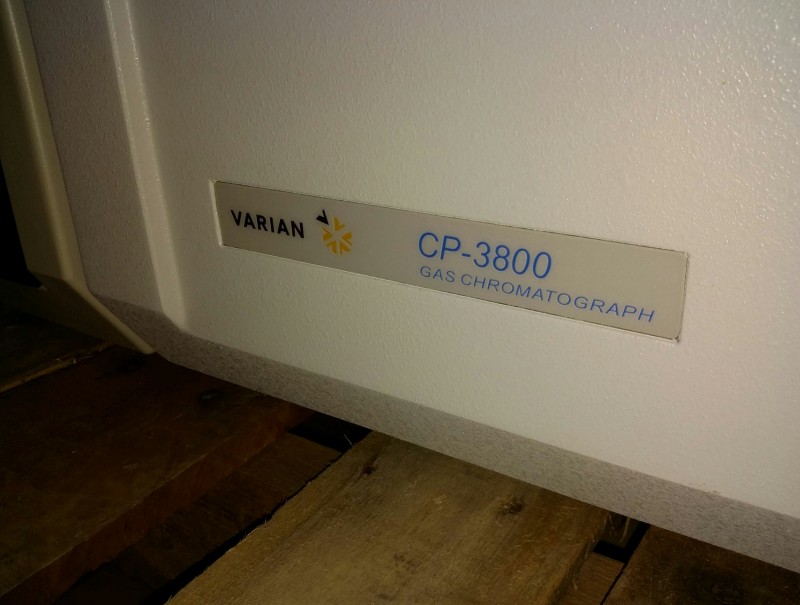 VARIAN
CP-3800
GAS CHROMATOGRAPH